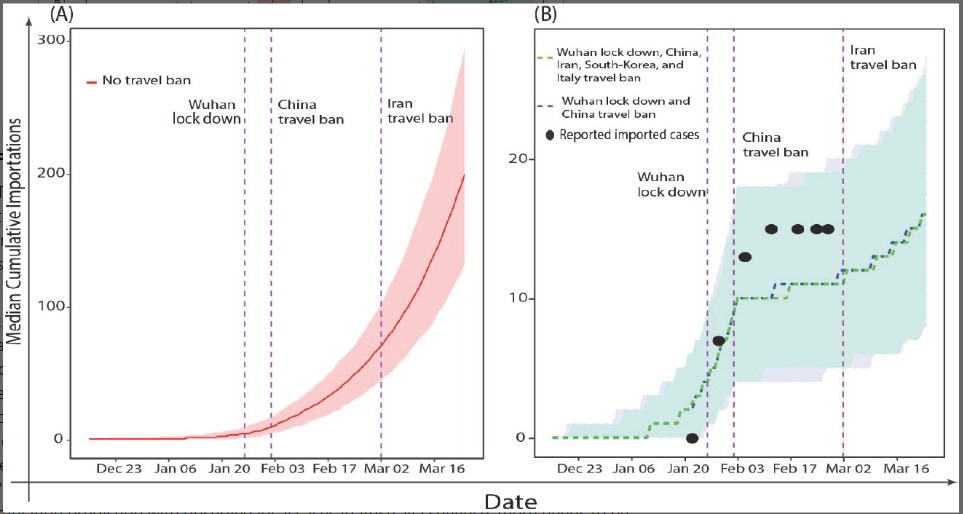 (A)
Median Cumulative Importations
300
200
100
0
No travel ban
Wuhan
lock down
China
travel ban
Iran
travel ban
Dec 23 Jan 06 Jan 20 Feb 03 Feb 17 Mar 02 Mar 16
(B)
20
10
0
Wuhan lock down, China,
Iran, South-Korea, and
Italy travel ban
Wuhan lock down and
China travel ban
Reported imported cases
Wuhan
lock down
China
travel ban
Iran
travel ban
Dec 23 Jan 06 Jan 20 Feb 03 Feb 17 Mar 02 Mar 16
Date